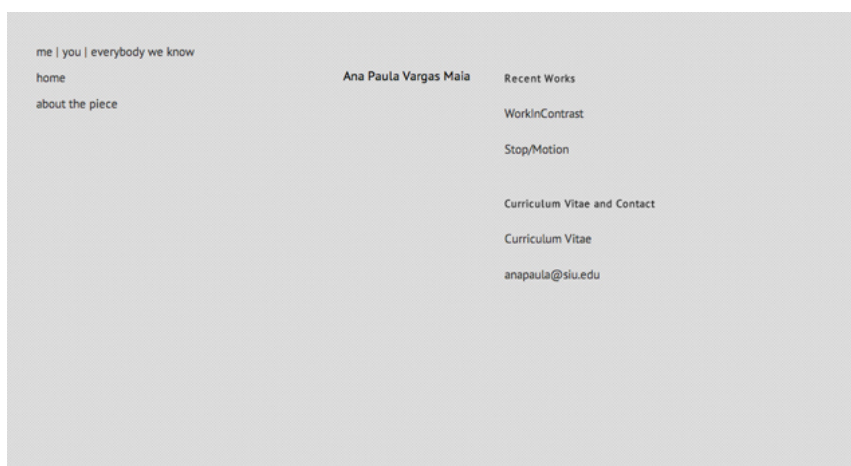 me | you | everybody we know
home
about the piece
Ana Paula Vargas Maia
Recent Works
WorkInContrast
Stop/Motion
Curriculum Vitae and Contact
Curriculum Vitae
anapaula@siu.edu